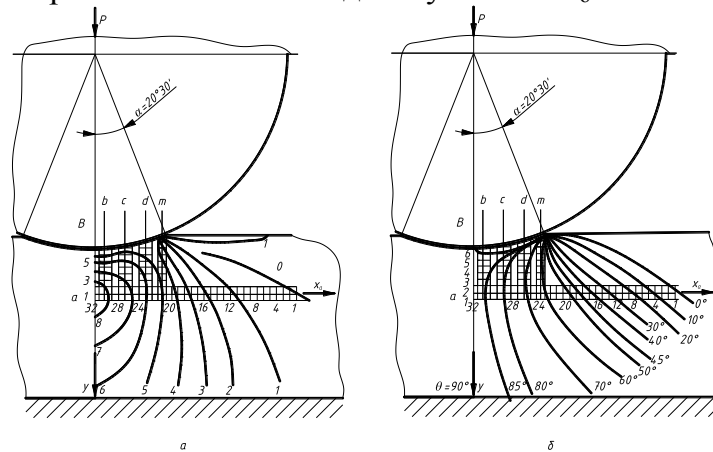 P
α=20°30'
b c d m
B
1
5
3
а 1
0
x₀
32 28 24 20 16 12 8 4 1
8
7
y 6 5 4 3 2 1
а
P
α=20°30'
b c d m
B
6
5
4
3
а 2
1
x₀
32 28 24 20 16 12 8 4 1 0°
10°
20°
30°
40°
45°
50°
60°
70°
θ=90° y 85° 80°
б